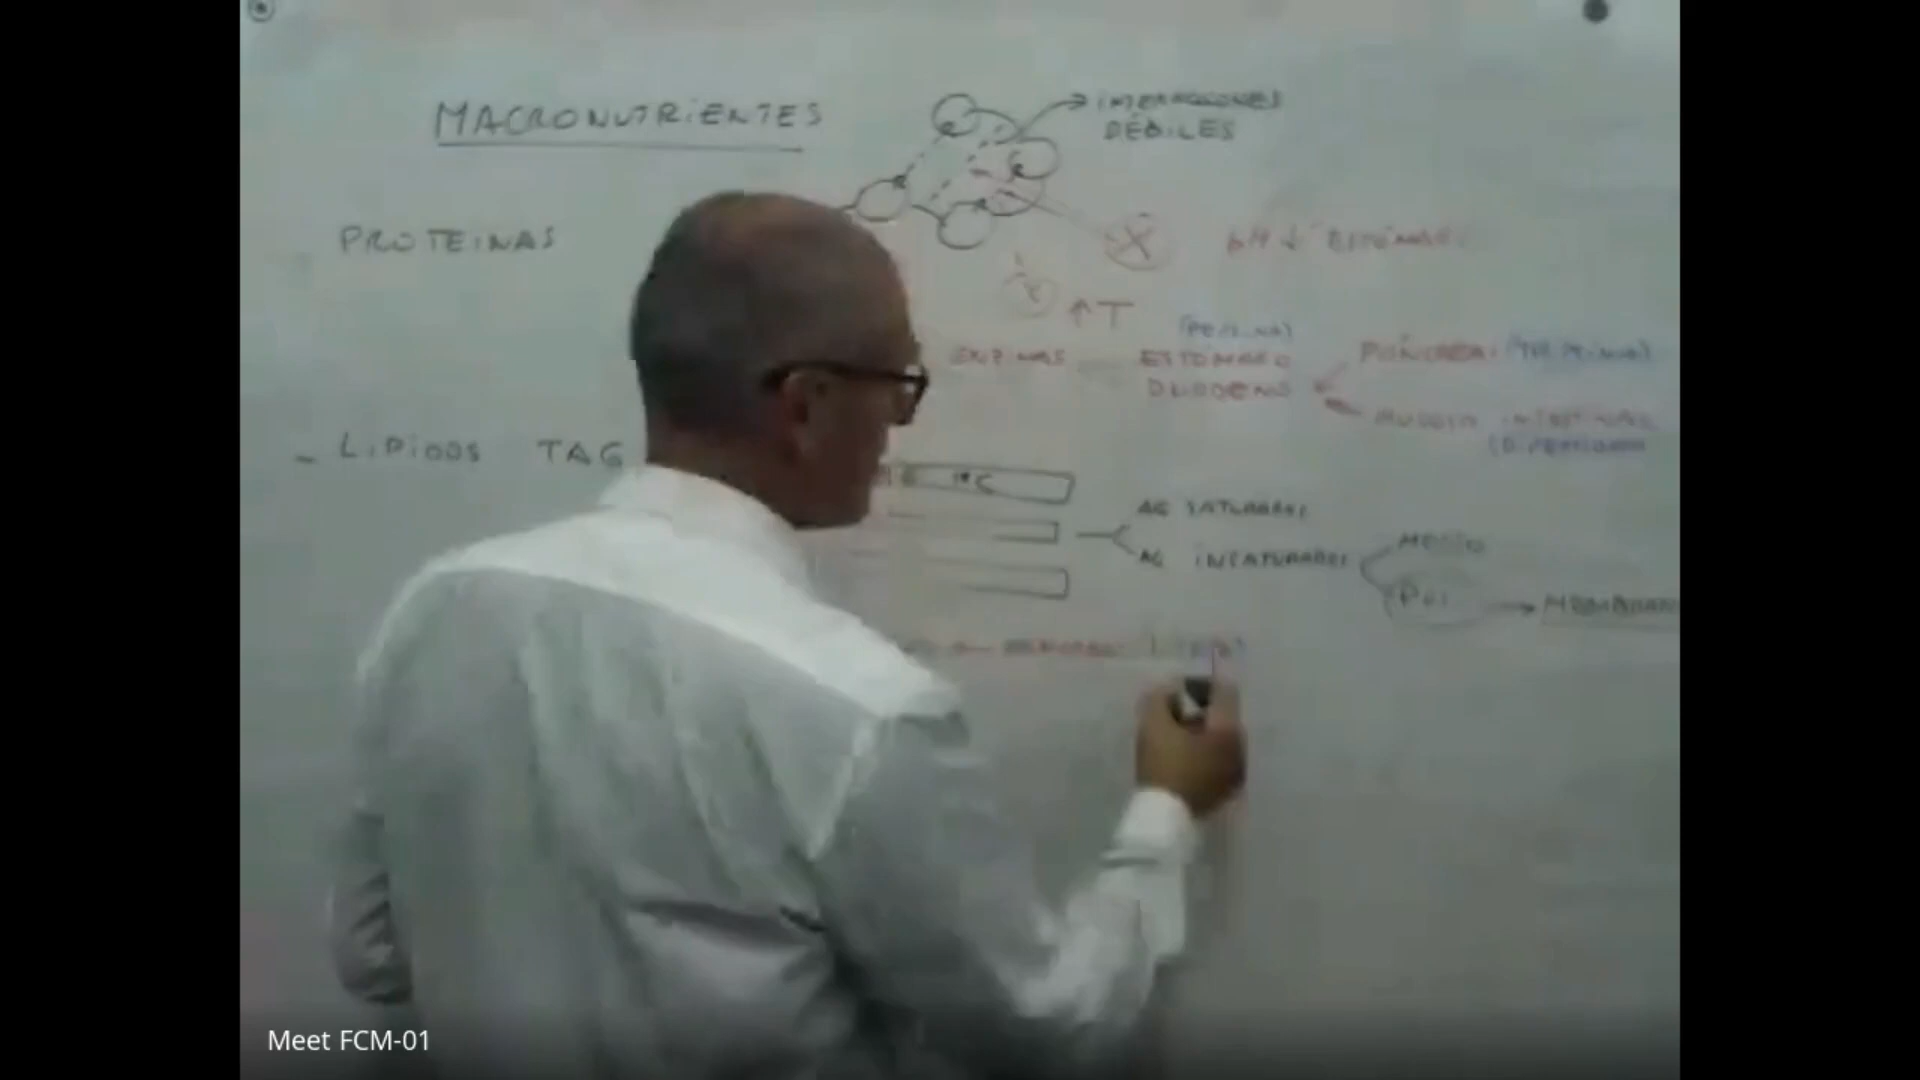 MACRONUTRIENTES
INTERACCIONES
DÉBILES
PROTEINAS
pH ↓ ESTÓMAGO
↑T
(PEPSINA)
ENZIMAS
ESTÓMAGO
DUODENO
PÁNCREAS (TRIPSINA)
MUCOSA INTESTINAL
- LIPIDOS TAG
AG SATURADOS
AG INSATURADOS
MONO
POLI
Meet FCM-01